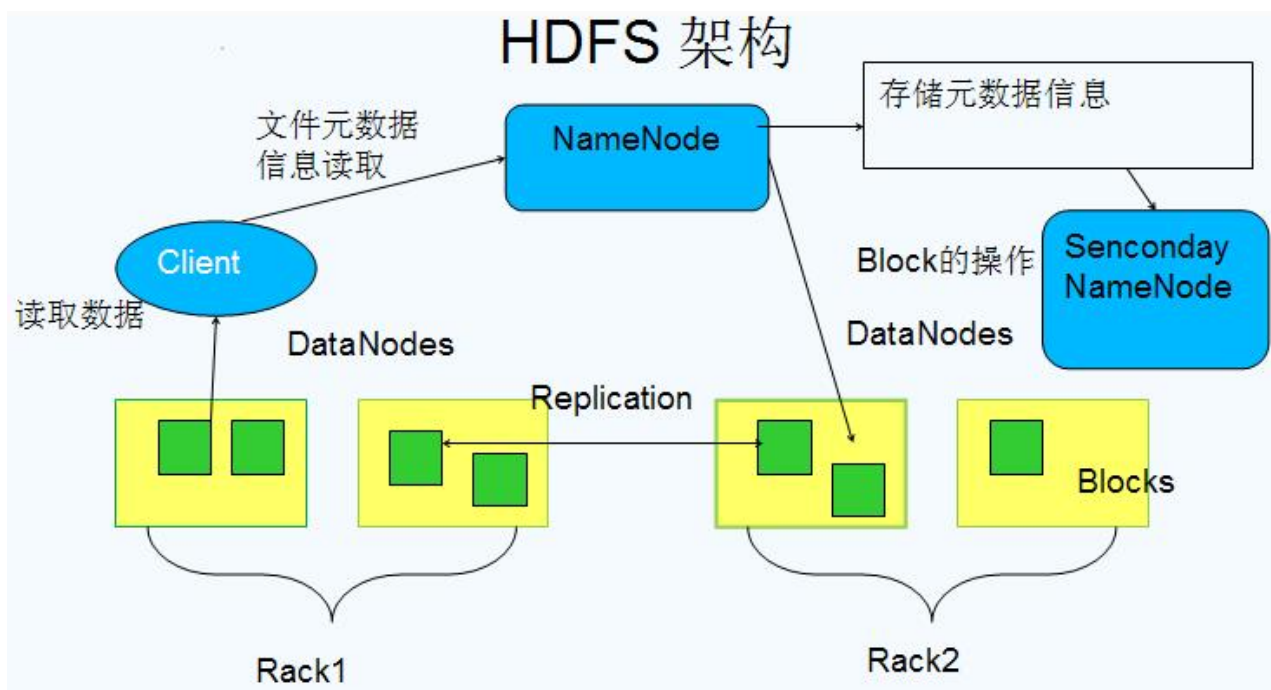 HDFS 架构
存储元数据信息
文件元数据
信息读取
NameNode
Client
Block的操作
Senconday
NameNode
读取数据
DataNodes
DataNodes
Replication
Blocks
Rack1
Rack2